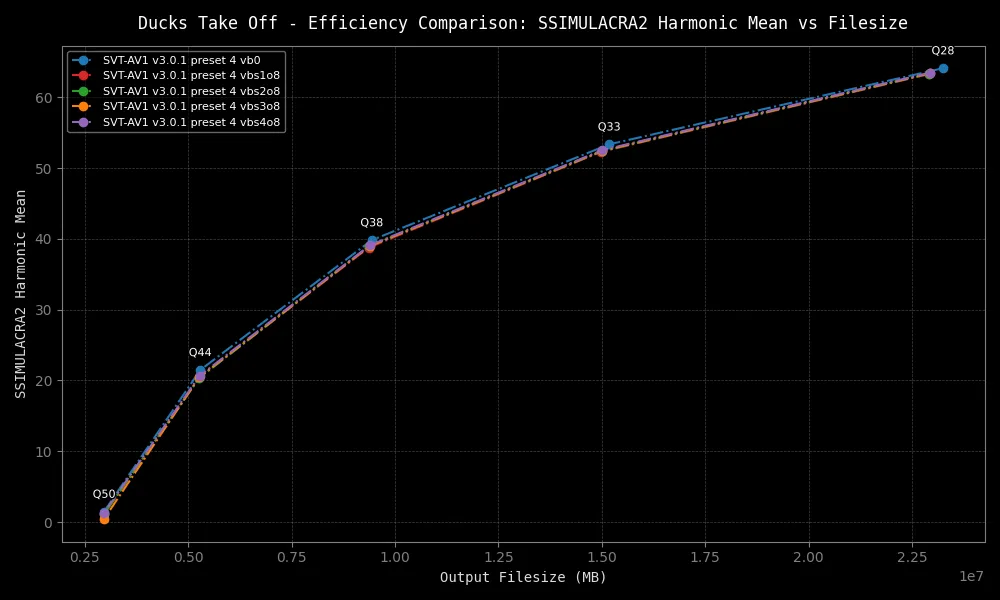 Ducks Take Off - Efficiency Comparison: SSIMULACRA2 Harmonic Mean vs Filesize
SVT-AV1 v3.0.1 preset 4 vb0
SVT-AV1 v3.0.1 preset 4 vbs1o8
SVT-AV1 v3.0.1 preset 4 vbs2o8
SVT-AV1 v3.0.1 preset 4 vbs3o8
SVT-AV1 v3.0.1 preset 4 vbs4o8
Q28
Q33
Q38
Q44
Q50
SSIMULACRA2 Harmonic Mean
60
50
40
30
20
10
0
0.25 0.50 0.75 1.00 1.25 1.50 1.75 2.00 2.25
1e7
Output Filesize (MB)